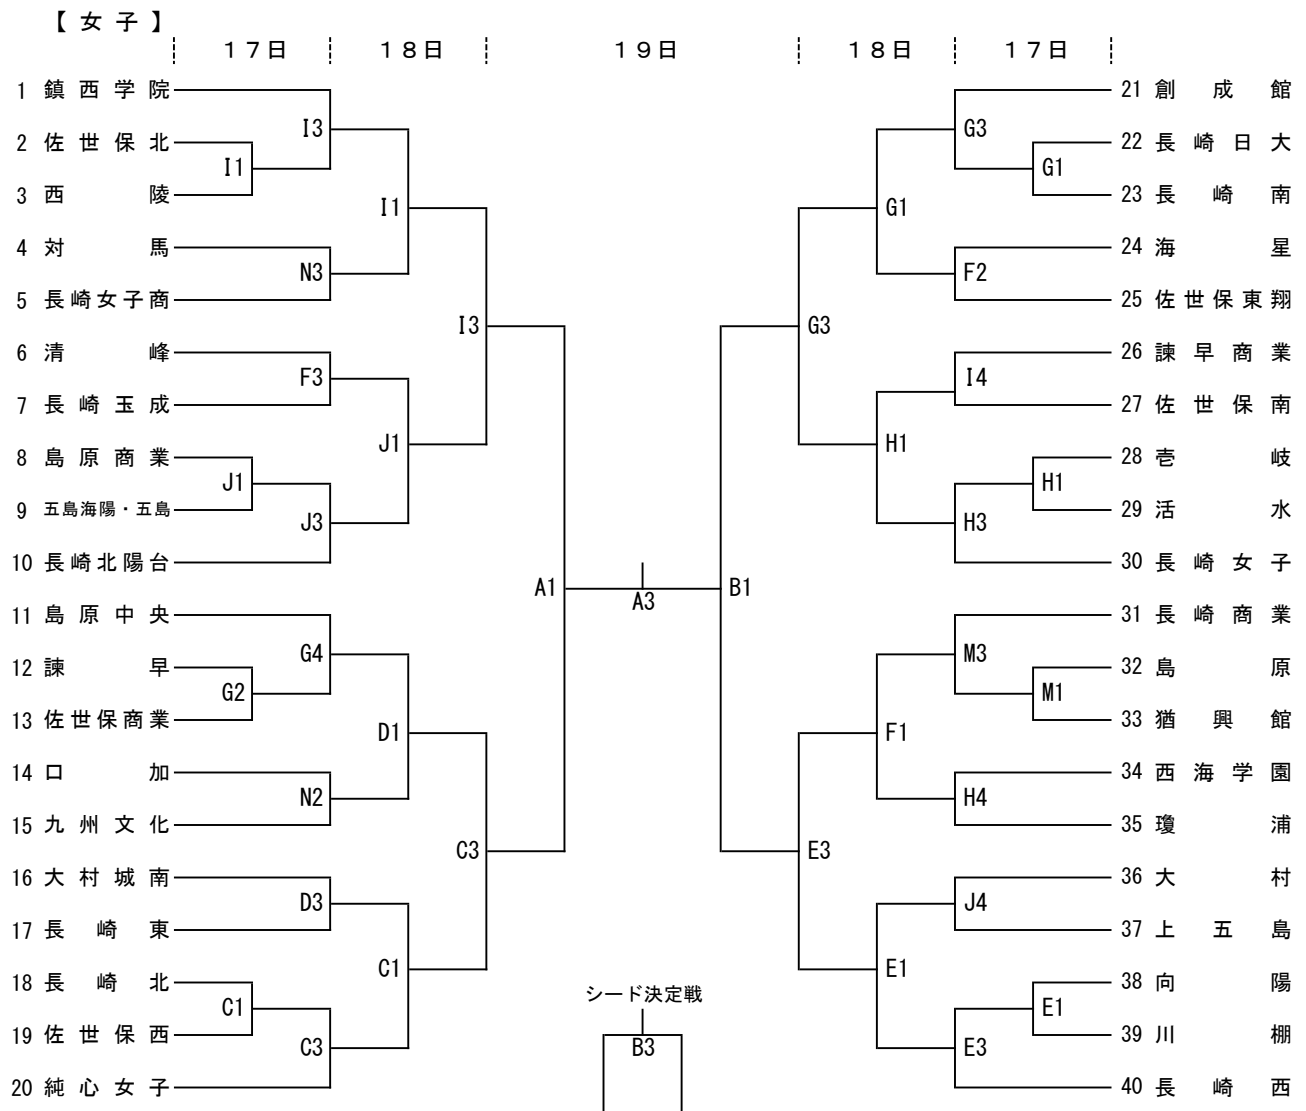 【 女 子 】
17日 18日 19日 18日 17日
1 鎮西学院
2 佐世保北
3 西陵
4 対馬
5 長崎女子商
6 清峰
7 長崎玉成
8 島原商業
9 五島海陽・五島
10 長崎北陽台
11 島原中央
12 諫早
13 佐世保商業
14 口加
15 九州文化
16 大村城南
17 長崎東
18 長崎北
19 佐世保西
20 純心女子
I3
I1
N3
F3
J1
J3
G4
G2
N2
D3
C1
C3
I1
J1
D1
C1
I3
C3
A1
A3
B1
シード決定戦
B3
G3
E3
G1
H1
F1
E1
G3
G1
F2
I4
H1
H3
M3
M1
H4
J4
E1
E3
21 創成館
22 長崎日大
23 長崎南
24 海星
25 佐世保東翔
26 諫早商業
27 佐世保南
28 壱岐
29 活水
30 長崎女子
31 長崎商業
32 島原
33 猶興館
34 西海学園
35 瓊浦
36 大村
37 上五島
38 向陽
39 川棚
40 長崎西